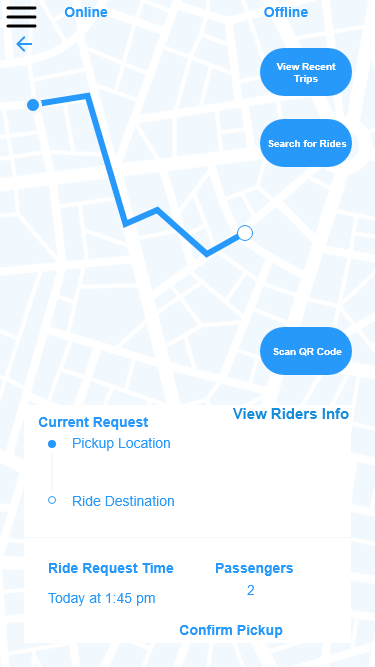 Online
Offline
View Recent
Trips
Search for Rides
Scan QR Code
View Riders Info
Current Request
Pickup Location
Ride Destination
Ride Request Time
Passengers
Today at 1:45 pm
2
Confirm Pickup